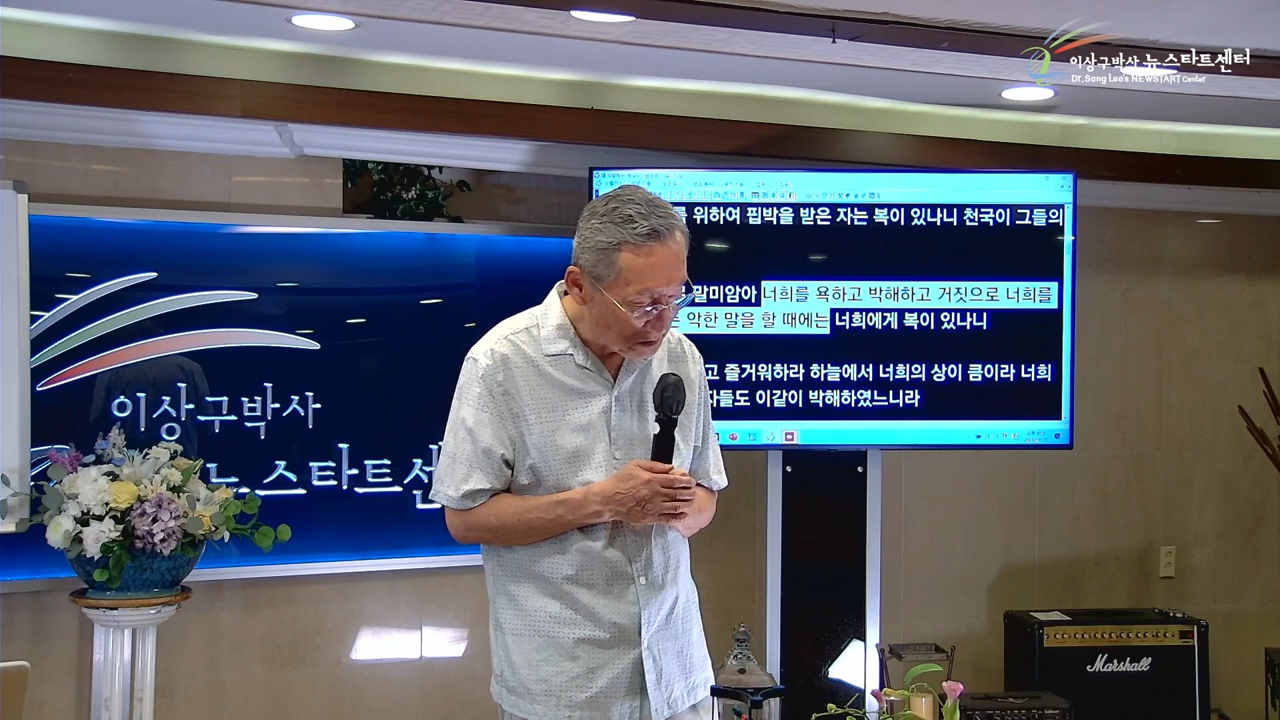 이상구박사 뉴스타트센터
Dr.Sang Lee's NEWSTART Center
를 위하여 핍박을 받은 자는 복이 있나니 천국이 그들의
말미암아 너희를 욕하고 박해하고 거짓으로 너희를
악한 말을 할 때에는 너희에게 복이 있나니
고 즐거워하라 하늘에서 너희의 상이 큼이라 너희
자들도 이같이 박해하였느니라
이상구박사
뉴스타트센
Marshall